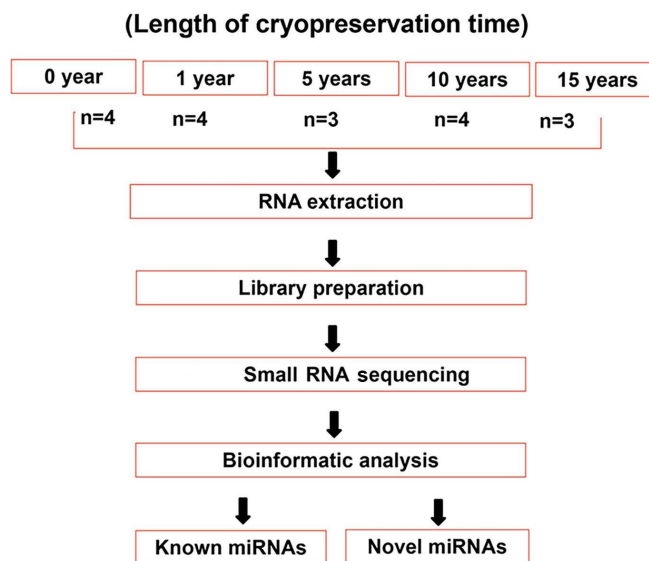 (Length of cryopreservation time)
0 year 1 year 5 years 10 years 15 years
n=4 n=4 n=3 n=4 n=3
RNA extraction
Library preparation
Small RNA sequencing
Bioinformatic analysis
Known miRNAs Novel miRNAs